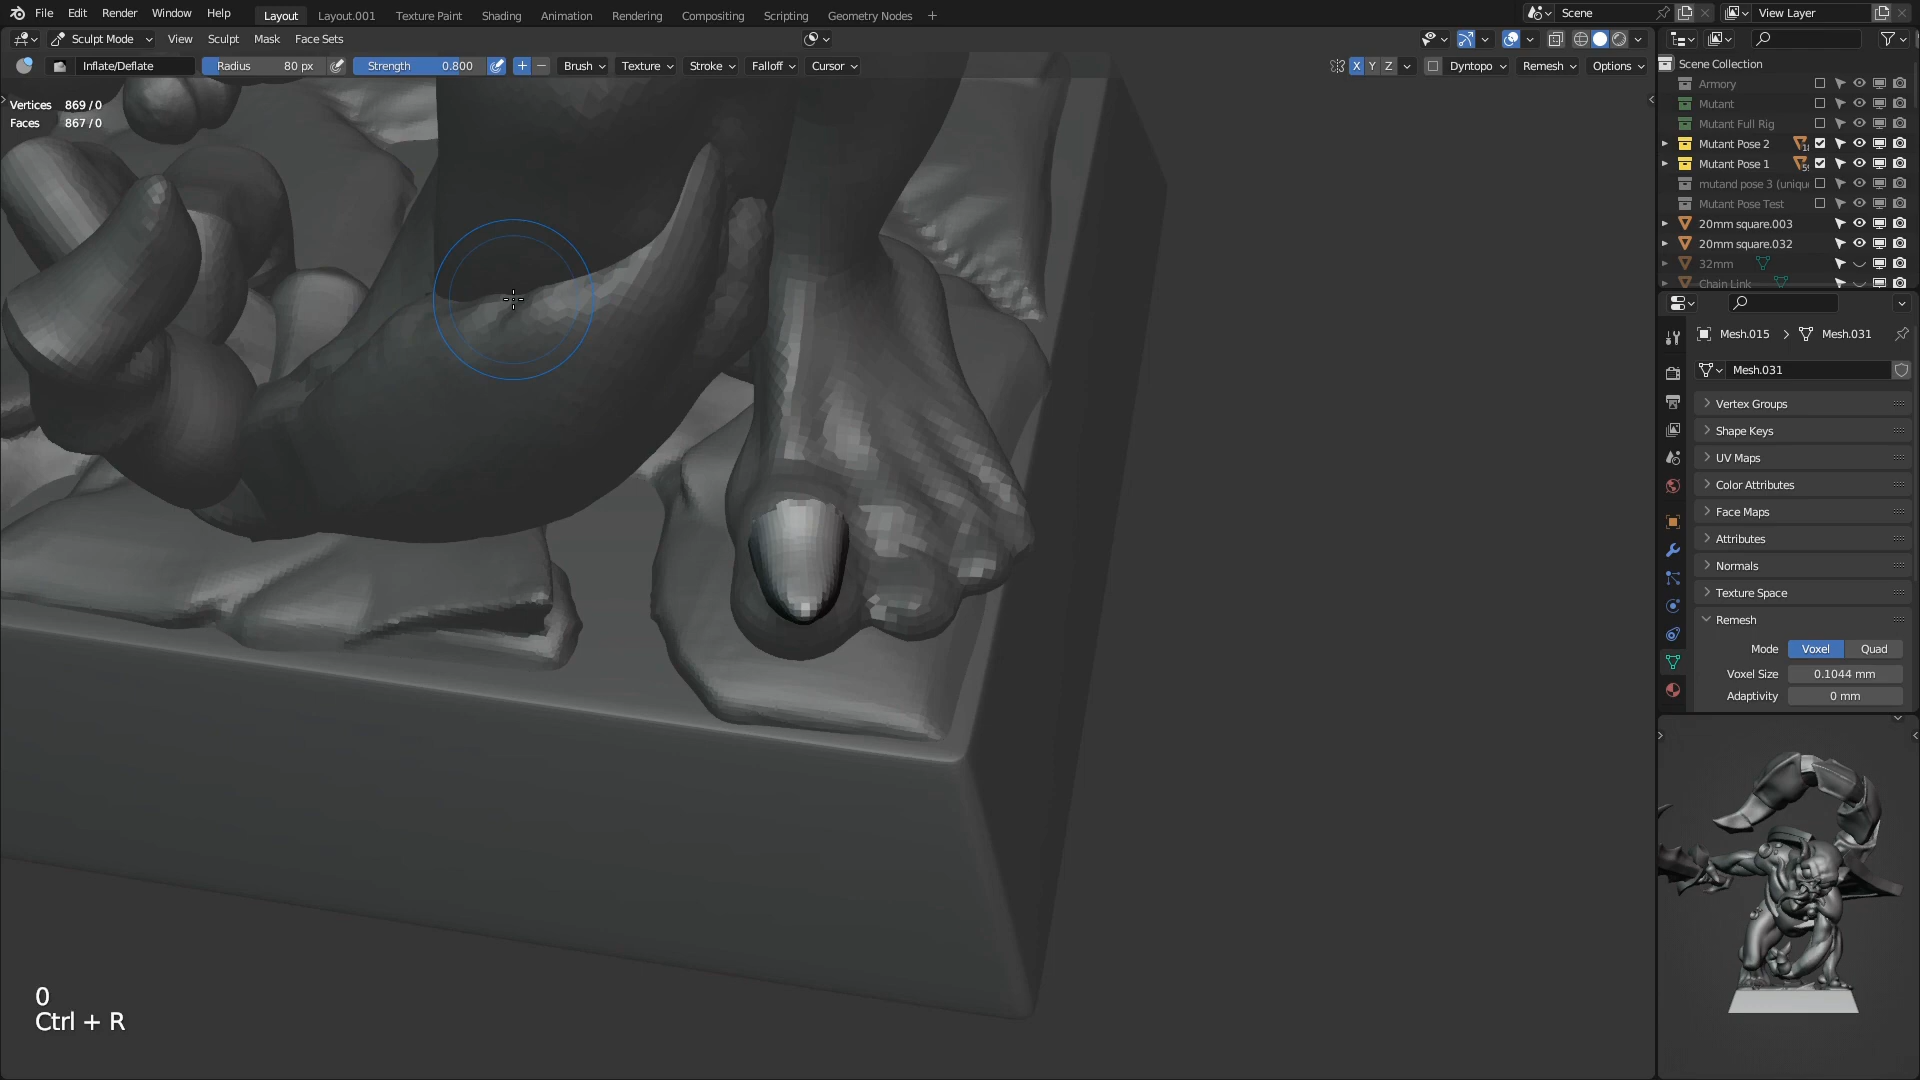 File Edit Render Window Help Layout Layout.001 Texture Paint Shading Animation Rendering Compositing Scripting Geometry Nodes + Scene View Layer
Sculpt Mode View Sculpt Mask Face Sets
Inflate/Deflate Radius 80 px Strength 0.800 + − Brush Texture Stroke Falloff Cursor X Y Z Dyntopo Remesh Options
Vertices 869 / 0
Faces 867 / 0
Scene Collection
Armory
Mutant
Mutant Full Rig
Mutant Pose 2
Mutant Pose 1
mutand pose 3 (uniqu
Mutant Pose Test
20mm square.003
20mm square.032
32mm
Chain Link
Mesh.015 > Mesh.031
Mesh.031
Vertex Groups
Shape Keys
UV Maps
Color Attributes
Face Maps
Attributes
Normals
Texture Space
Remesh
Mode Voxel Quad
Voxel Size 0.1044 mm
Adaptivity 0 mm
0
Ctrl + R